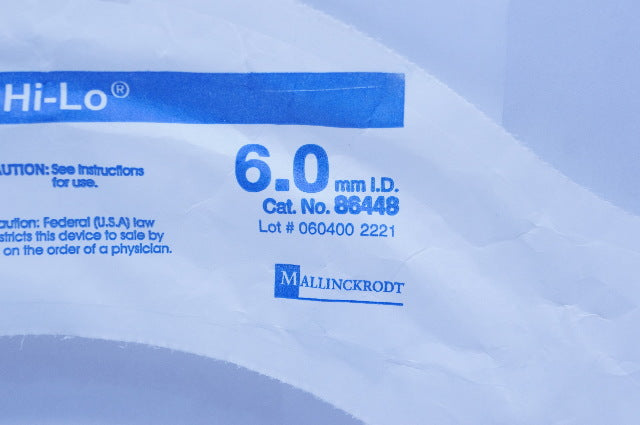 Hi-Lo®
AUTION: See Instructions
for use.
aution: Federal (U.S.A) law
stricts this device to sale by
on the order of a physician.
6.0 mm I.D.
Cat. No. 86448
Lot # 060400 2221
MALLINCKRODT